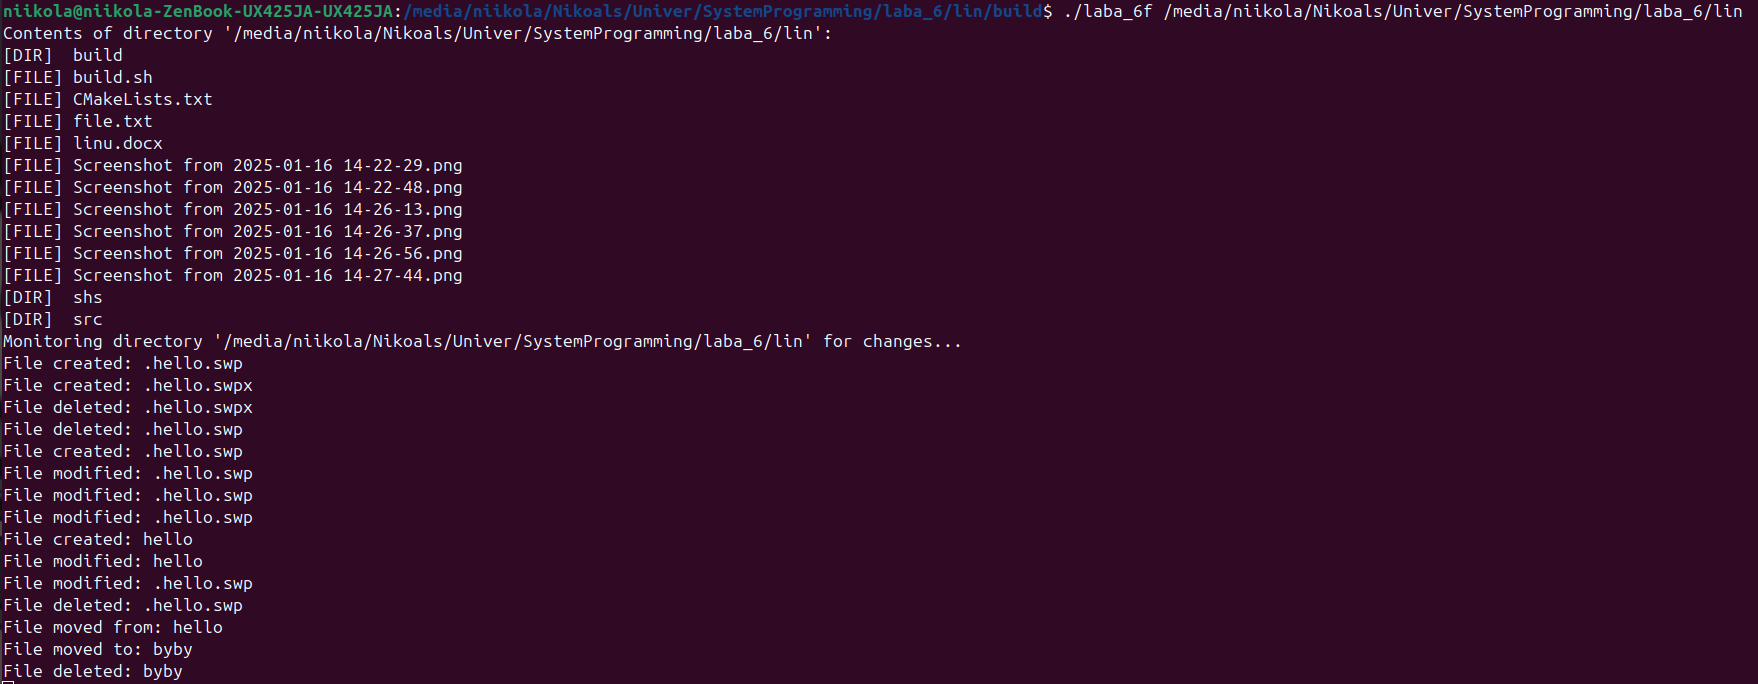 niikola@niikola-ZenBook-UX425JA-UX425JA:/media/niikola/Nikoals/Univer/SystemProgramming/laba_6/lin/build$ ./laba_6f /media/niikola/Nikoals/Univer/SystemProgramming/laba_6/lin
Contents of directory '/media/niikola/Nikoals/Univer/SystemProgramming/laba_6/lin':
[DIR]  build
[FILE] build.sh
[FILE] CMakeLists.txt
[FILE] file.txt
[FILE] linu.docx
[FILE] Screenshot from 2025-01-16 14-22-29.png
[FILE] Screenshot from 2025-01-16 14-22-48.png
[FILE] Screenshot from 2025-01-16 14-26-13.png
[FILE] Screenshot from 2025-01-16 14-26-37.png
[FILE] Screenshot from 2025-01-16 14-26-56.png
[FILE] Screenshot from 2025-01-16 14-27-44.png
[DIR]  shs
[DIR]  src
Monitoring directory '/media/niikola/Nikoals/Univer/SystemProgramming/laba_6/lin' for changes...
File created: .hello.swp
File created: .hello.swpx
File deleted: .hello.swpx
File deleted: .hello.swp
File created: .hello.swp
File modified: .hello.swp
File modified: .hello.swp
File modified: .hello.swp
File created: hello
File modified: hello
File modified: .hello.swp
File deleted: .hello.swp
File moved from: hello
File moved to: byby
File deleted: byby